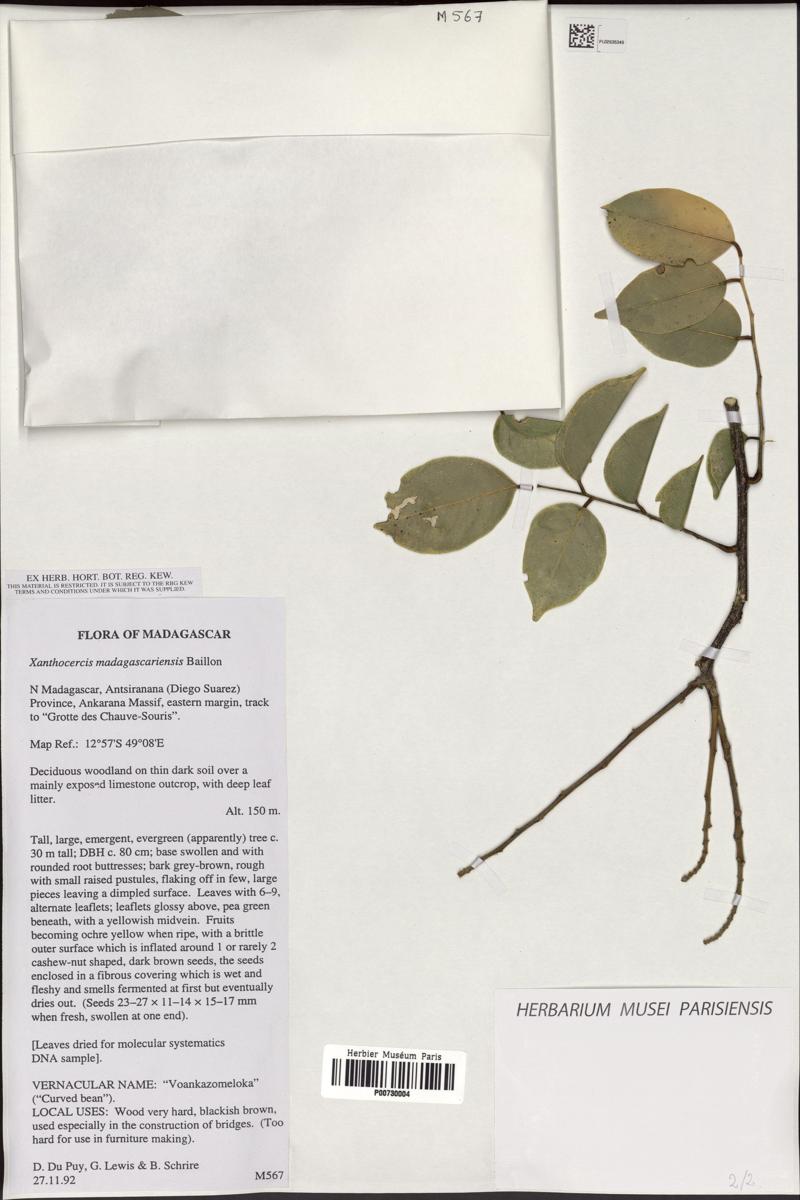 M 567
PU2635349
EX HERB. HORT. BOT. REG. KEW.
THIS MATERIAL IS RESTRICTED. IT IS SUBJECT TO THE RBG KEW
TERMS AND CONDITIONS UNDER WHICH IT WAS SUPPLIED.
FLORA OF MADAGASCAR
Xanthocercis madagascariensis Baillon
N Madagascar, Antsiranana (Diego Suarez)
Province, Ankarana Massif, eastern margin, track
to “Grotte des Chauve-Souris”.
Map Ref.: 12°57'S 49°08'E
Deciduous woodland on thin dark soil over a
mainly exposed limestone outcrop, with deep leaf
litter.
Alt. 150 m.
Tall, large, emergent, evergreen (apparently) tree c.
30 m tall; DBH c. 80 cm; base swollen and with
rounded root buttresses; bark grey-brown, rough
with small raised pustules, flaking off in few, large
pieces leaving a dimpled surface. Leaves with 6–9,
alternate leaflets; leaflets glossy above, pea green
beneath, with a yellowish midvein. Fruits
becoming ochre yellow when ripe, with a brittle
outer surface which is inflated around 1 or rarely 2
cashew-nut shaped, dark brown seeds, the seeds
enclosed in a fibrous covering which is wet and
fleshy and smells fermented at first but eventually
dries out. (Seeds 23–27 × 11–14 × 15–17 mm
when fresh, swollen at one end).
[Leaves dried for molecular systematics
DNA sample].
VERNACULAR NAME: “Voankazomeloka”
(“Curved bean”).
LOCAL USES: Wood very hard, blackish brown,
used especially in the construction of bridges. (Too
hard for use in furniture making).
D. Du Puy, G. Lewis & B. Schrire
27.11.92 M567
Herbier Muséum Paris
P00730004
HERBARIUM MUSEI PARISIENSIS
2/2